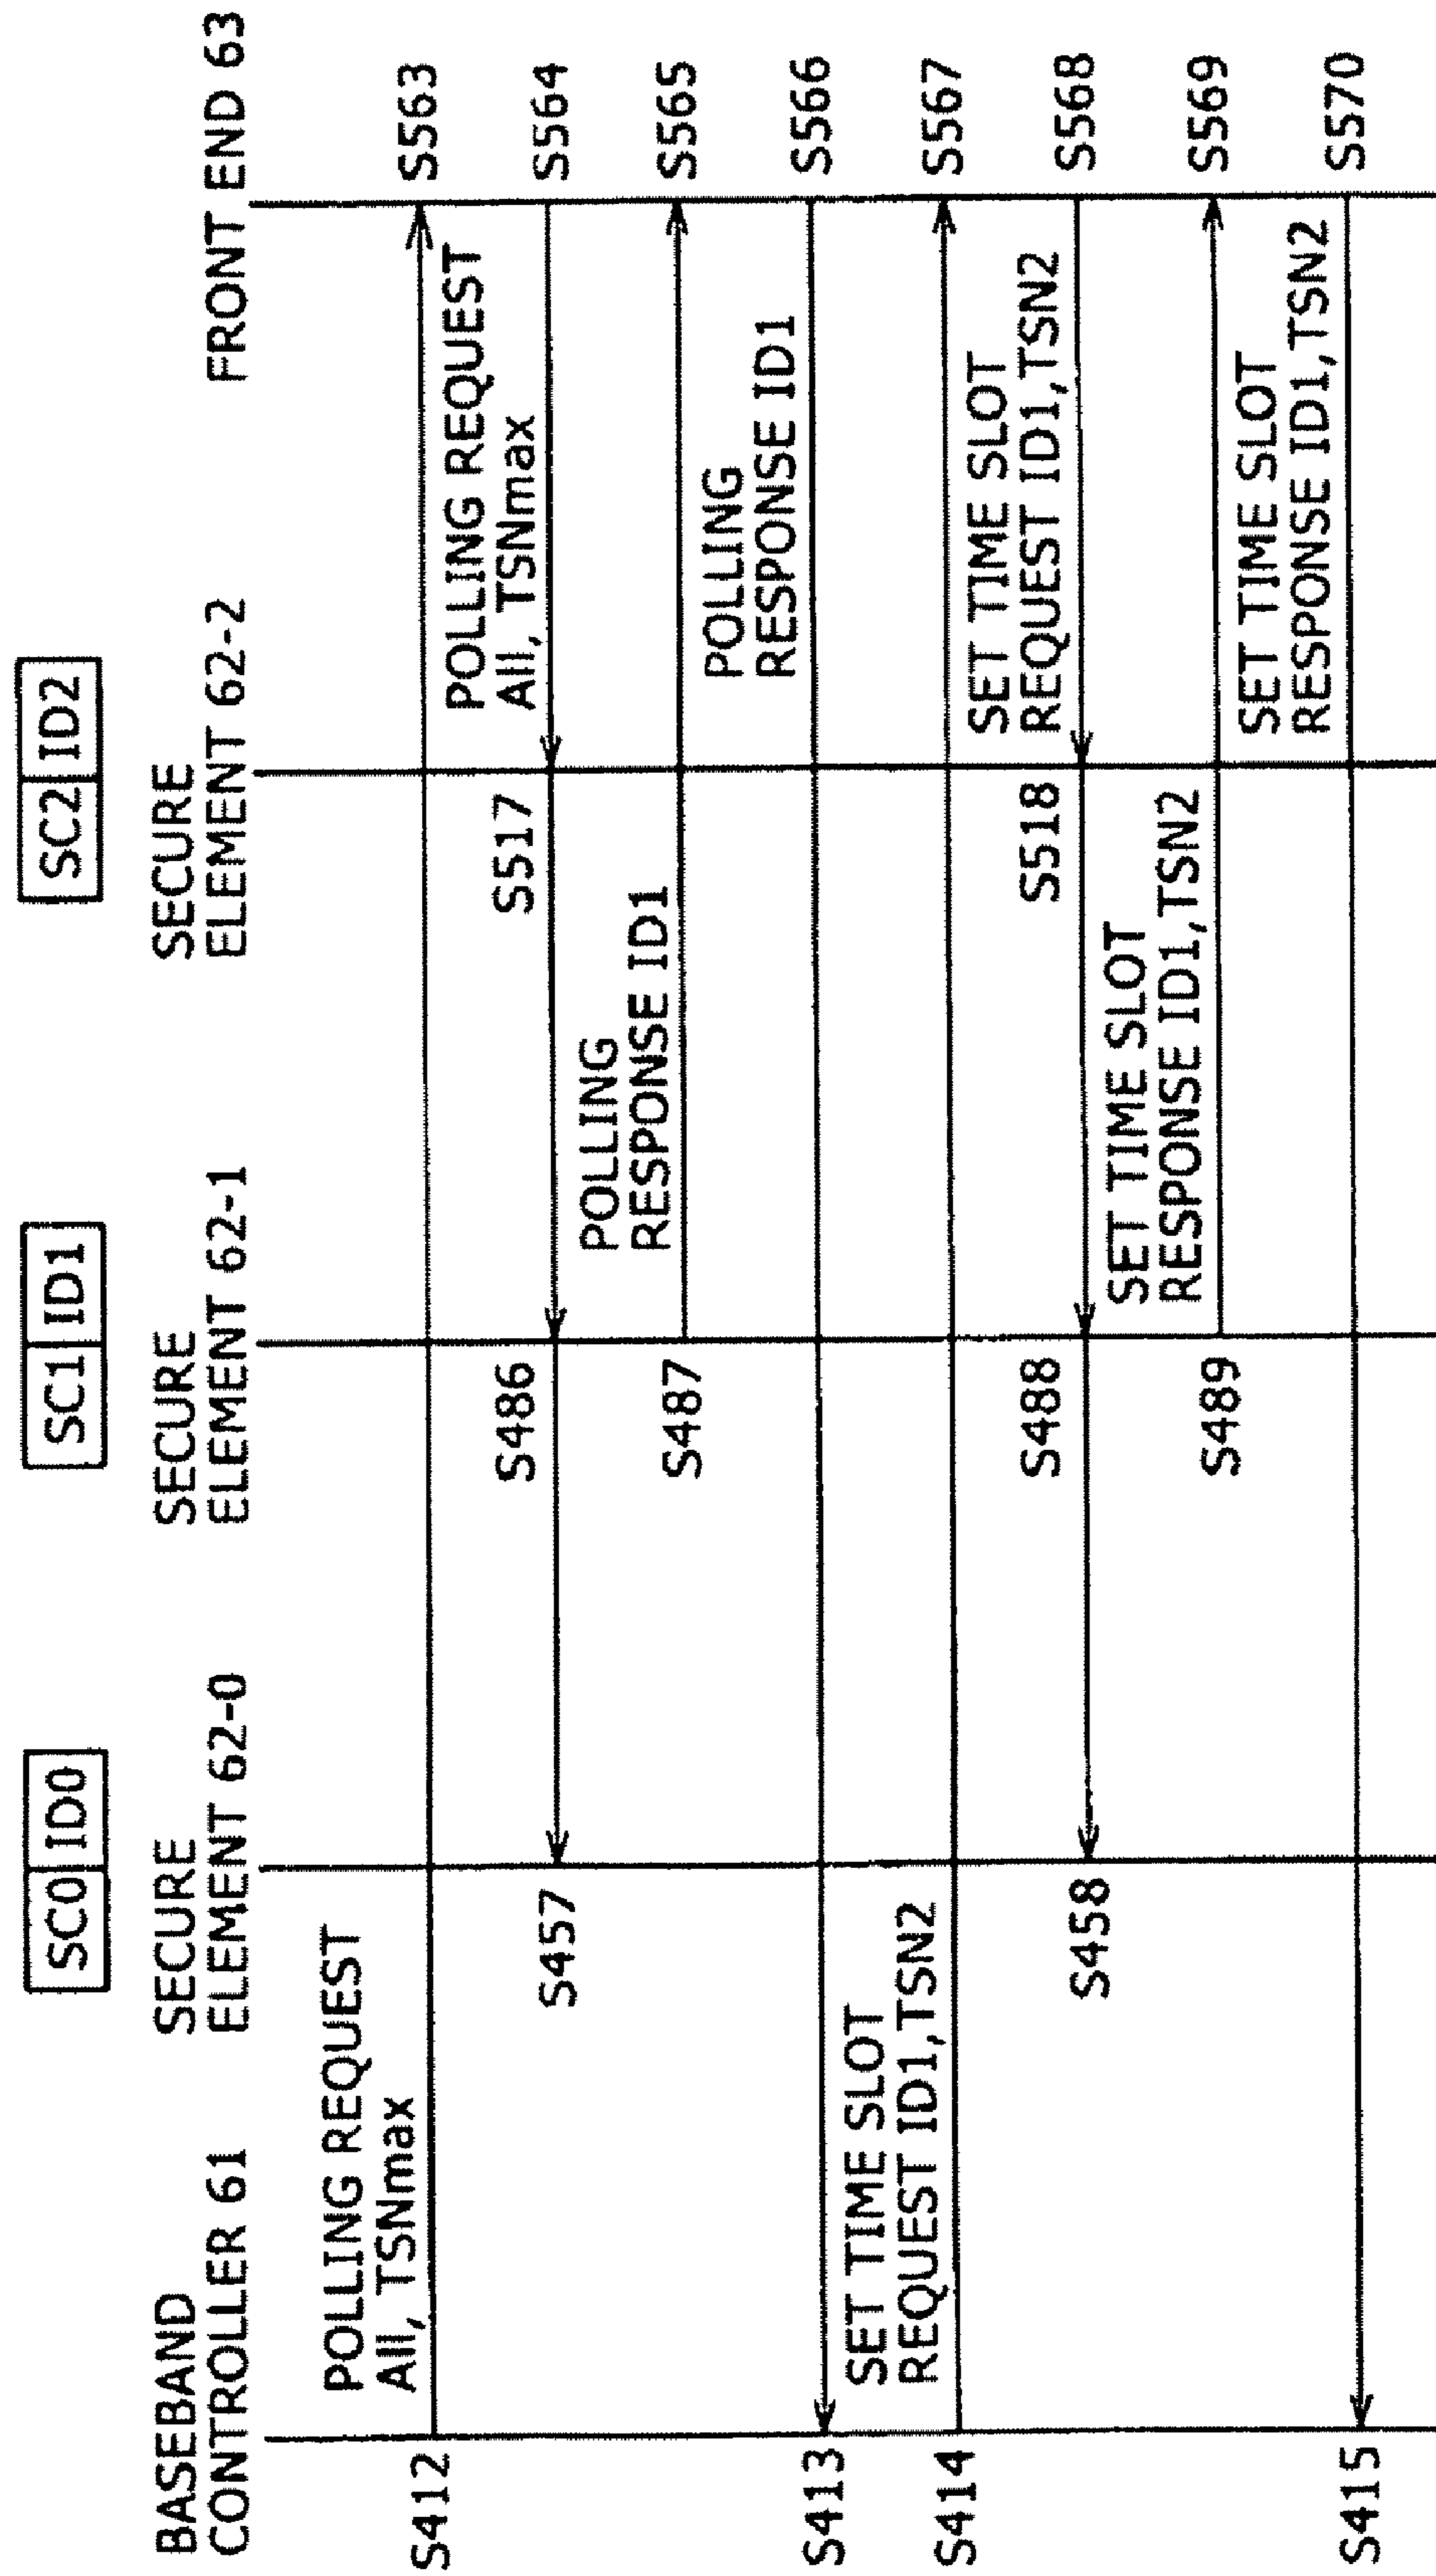 SC0 ID0
SC1 ID1
SC2 ID2
BASEBAND
CONTROLLER 61
SECURE
ELEMENT 62-0
SECURE
ELEMENT 62-1
SECURE
ELEMENT 62-2
FRONT END 63
POLLING REQUEST
All, TSNmax
S412
S563
POLLING REQUEST
All, TSNmax
S564
S517
S486
S457
POLLING
RESPONSE ID1
S487
S565
POLLING
RESPONSE ID1
S566
S413
SET TIME SLOT
REQUEST ID1,TSN2
S414
S567
SET TIME SLOT
REQUEST ID1,TSN2
S568
S518
S488
S458
SET TIME SLOT
RESPONSE ID1,TSN2
S489
S569
SET TIME SLOT
RESPONSE ID1,TSN2
S570
S415